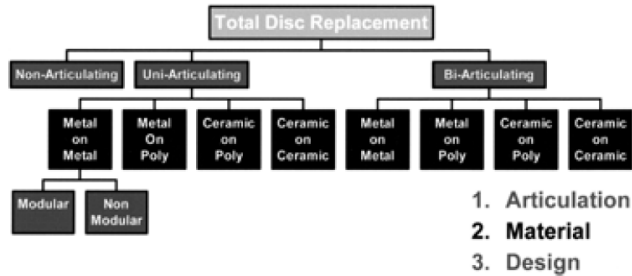 Total Disc Replacement
Non-Articulating
Uni-Articulating
Bi-Articulating
Metal
on
Metal
Metal
On
Poly
Ceramic
on
Poly
Ceramic
on
Ceramic
Metal
on
Metal
Metal
on
Poly
Ceramic
on
Poly
Ceramic
on
Ceramic
Modular
Non
Modular
1. Articulation
2. Material
3. Design